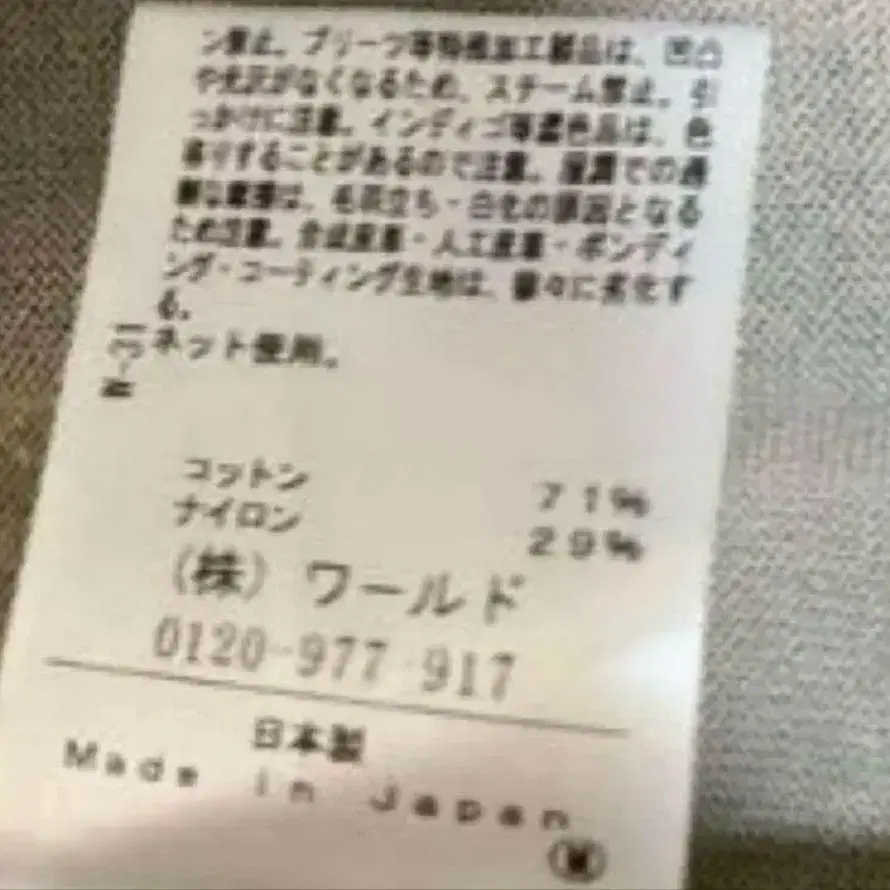 ン禁止。プリーツ等特殊加工製品は、凹凸
や光沢がなくなるため、スチーム禁止。引
っかけに注意。インディゴ等濃色品は、色
落りすることがあるので注意。湿潤での過
度な摩擦は、毛羽立ち・白化の原因となる
ため注意。合成皮革・人工皮革・ボンディ
ング・コーティング生地は、徐々に劣化す
る。
ネット使用。
コットン 71%
ナイロン 29%
(株) ワールド
0120-977-917
日本製
Made in Japan